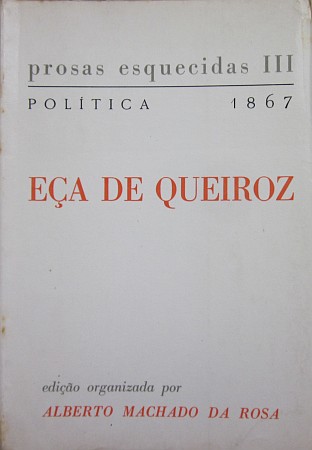 prosas esquecidas III
POLÍTICA 1867
EÇA DE QUEIROZ
edição organizada por
ALBERTO MACHADO DA ROSA